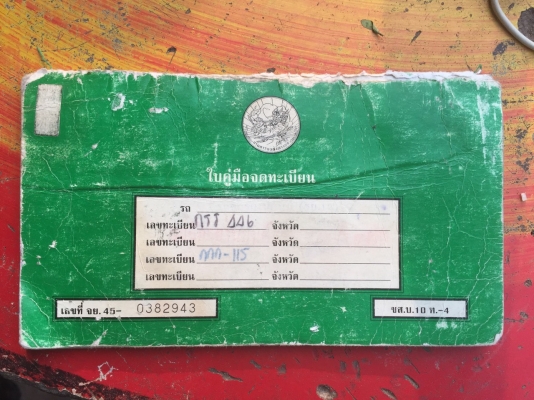 ใบคู่มือจดทะเบียน
รถ
เลขทะเบียน กรร 446 จังหวัด
เลขทะเบียน จังหวัด
เลขทะเบียน กกก-115 จังหวัด
เลขทะเบียน จังหวัด
เลขที่ จย. 45- 0382943
ขส.บ.10 ท.-4